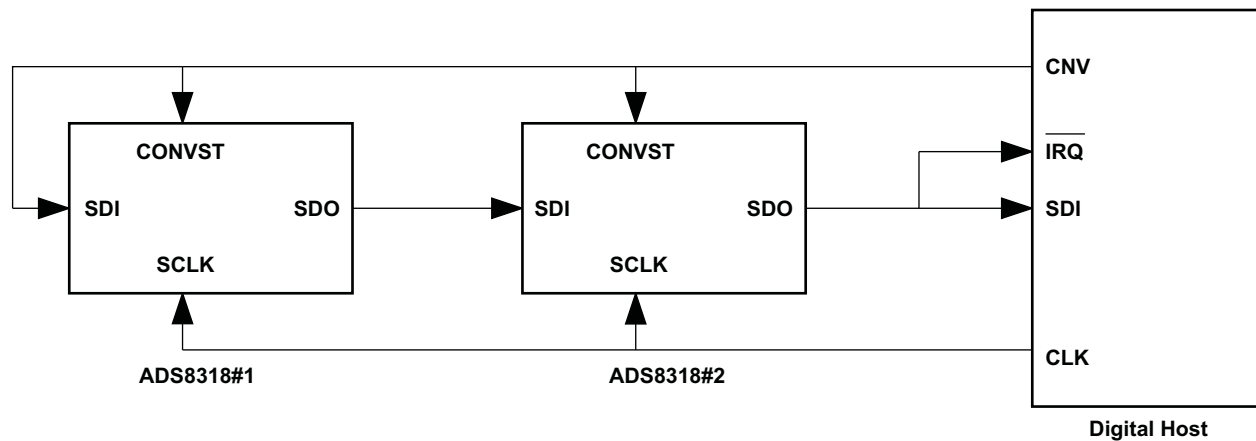 CNV
CONVST
CONVST
IRQ
SDI
SDO
SDI
SDO
SDI
SCLK
SCLK
CLK
ADS8318#1
ADS8318#2
Digital Host